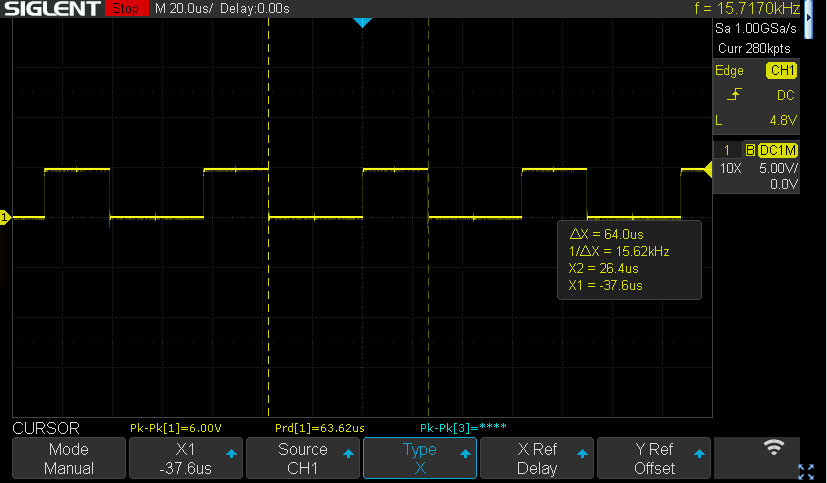 SIGLENT Stop M 20.0us/ Delay:0.00s f = 15.7170kHz
Sa 1.00GSa/s
Curr 280kpts
Edge CH1
DC
L 4.8V
1 B DC1M
10X 5.00V/
0.0V
1
△X = 64.0us
1/△X = 15.62kHz
X2 = 26.4us
X1 = -37.6us
CURSOR Pk-Pk[1]=6.00V Prd[1]=63.62us Pk-Pk[3]=****
Mode X1 Source Type X Ref Y Ref
Manual -37.6us CH1 X Delay Offset